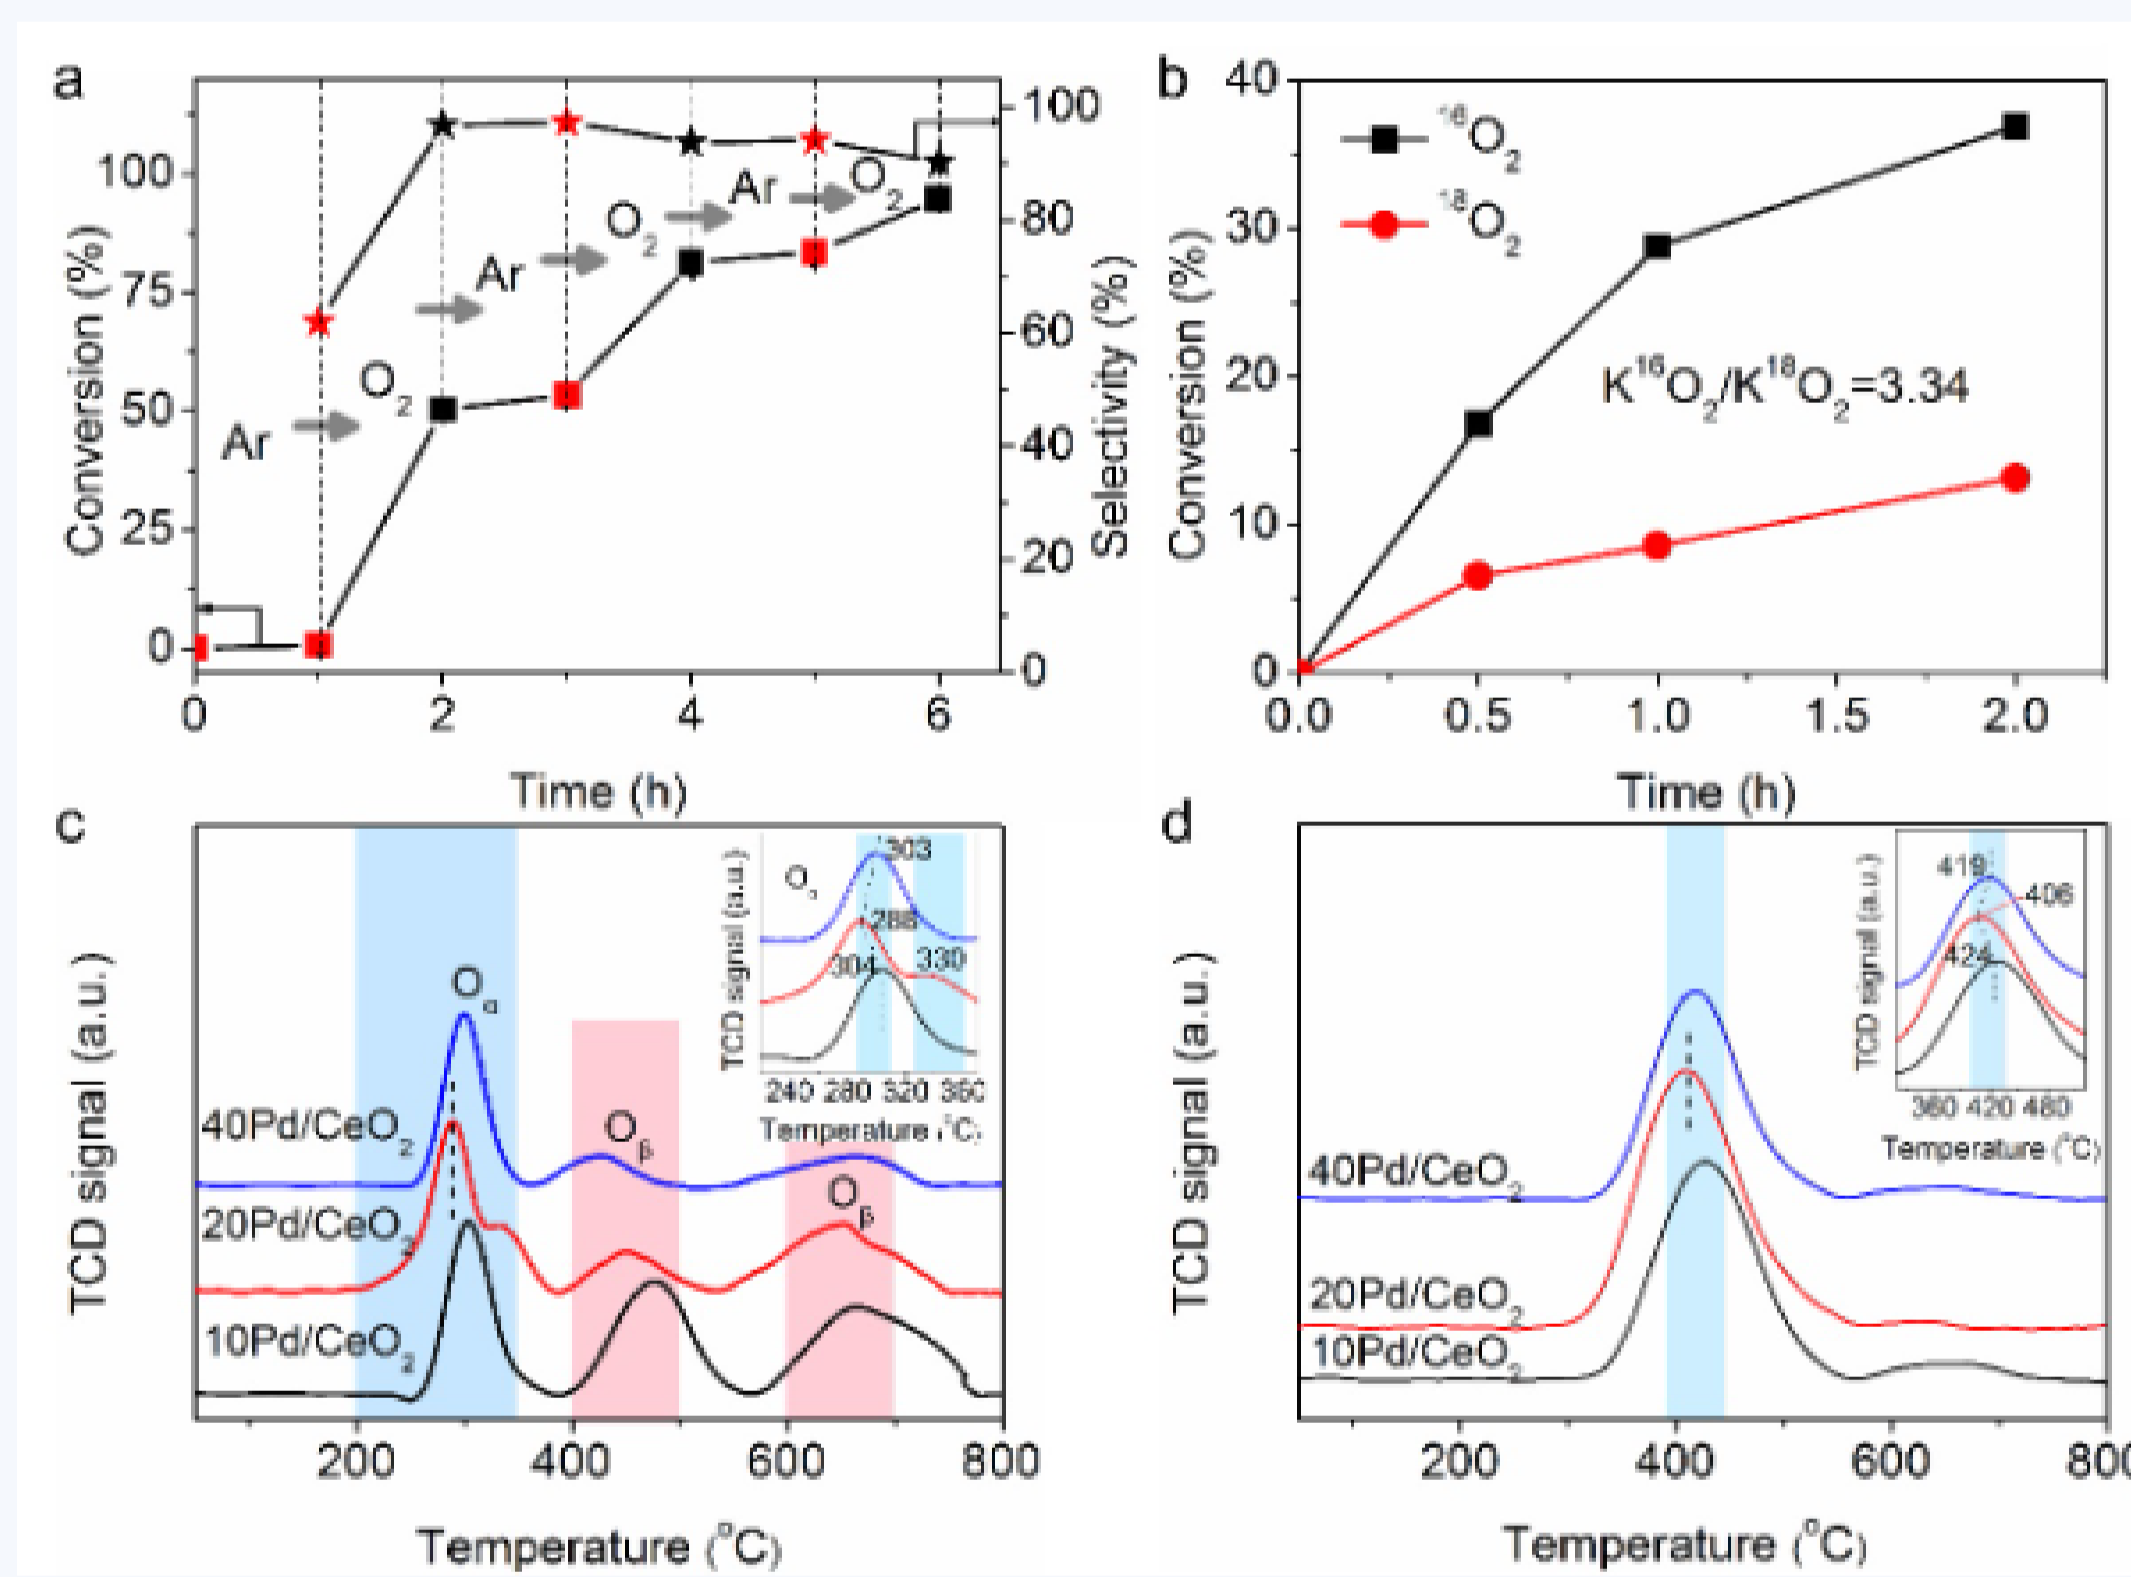 a
Conversion (%)
100
75
50
25
0
Ar
O₂
Ar
O₂
Ar
O₂
100
80
60
40
20
0
Selectivity (%)
0 2 4 6
Time (h)
b
Conversion (%)
40
30
20
10
0
¹⁶O₂
¹⁸O₂
K¹⁶O₂/K¹⁸O₂=3.34
0.0 0.5 1.0 1.5 2.0
Time (h)
c
TCD signal (a.u.)
Oα
Oβ
Oβ
40Pd/CeO₂
20Pd/CeO₂
10Pd/CeO₂
200 400 600 800
Temperature (°C)
TCD signal (a.u.)
303
288
304
330
240 280 320 360
Temperature (°C)
d
TCD signal (a.u.)
40Pd/CeO₂
20Pd/CeO₂
10Pd/CeO₂
200 400 600
Temperature (°C)
TCD signal (a.u.)
419
406
424
360 420 480
Temperature (°C)